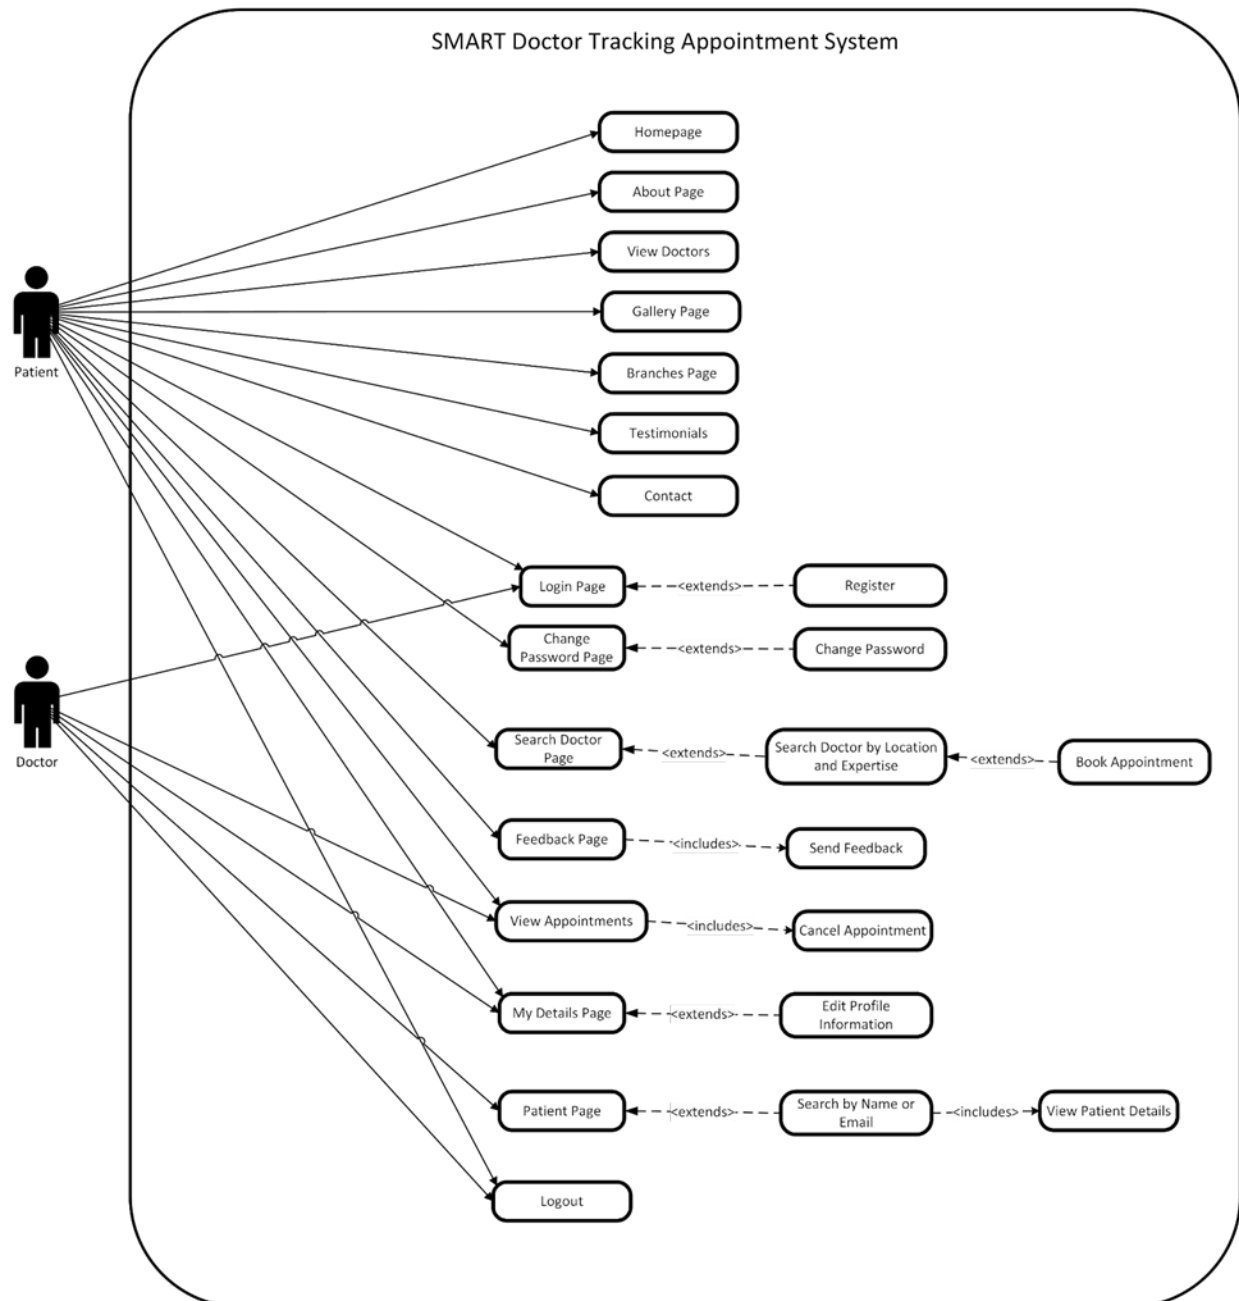 SMART Doctor Tracking Appointment System
Homepage
About Page
View Doctors
Gallery Page
Patient
Branches Page
Testimonials
Contact
Login Page
<extends>
Register
Change
Password Page
<extends>
Change Password
Doctor
Search Doctor
Page
<extends>
Search Doctor by Location
and Expertise
<extends>
Book Appointment
Feedback Page
<includes>
Send Feedback
View Appointments
<includes>
Cancel Appointment
My Details Page
<extends>
Edit Profile
Information
Patient Page
<extends>
Search by Name or
Email
<includes>
View Patient Details
Logout